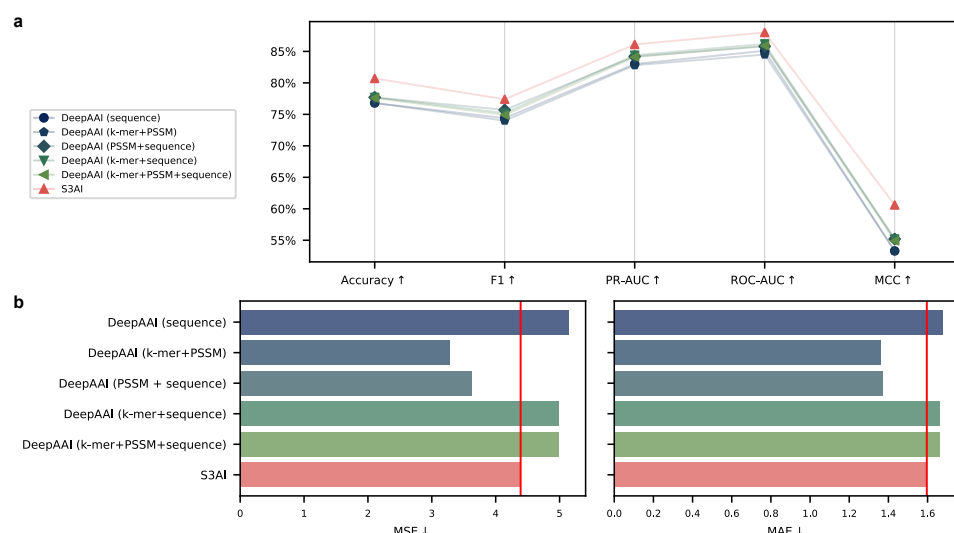 a
85%
80%
75%
70%
65%
60%
55%
DeepAAI (sequence)
DeepAAI (k-mer+PSSM)
DeepAAI (PSSM+sequence)
DeepAAI (k-mer+sequence)
DeepAAI (k-mer+PSSM+sequence)
S3AI
Accuracy ↑ F1 ↑ PR-AUC ↑ ROC-AUC ↑ MCC ↑
b
DeepAAI (sequence)
DeepAAI (k-mer+PSSM)
DeepAAI (PSSM + sequence)
DeepAAI (k-mer+sequence)
DeepAAI (k-mer+PSSM+sequence)
S3AI
0 1 2 3 4 5
MSE ↓
0.0 0.2 0.4 0.6 0.8 1.0 1.2 1.4 1.6
MAE ↓